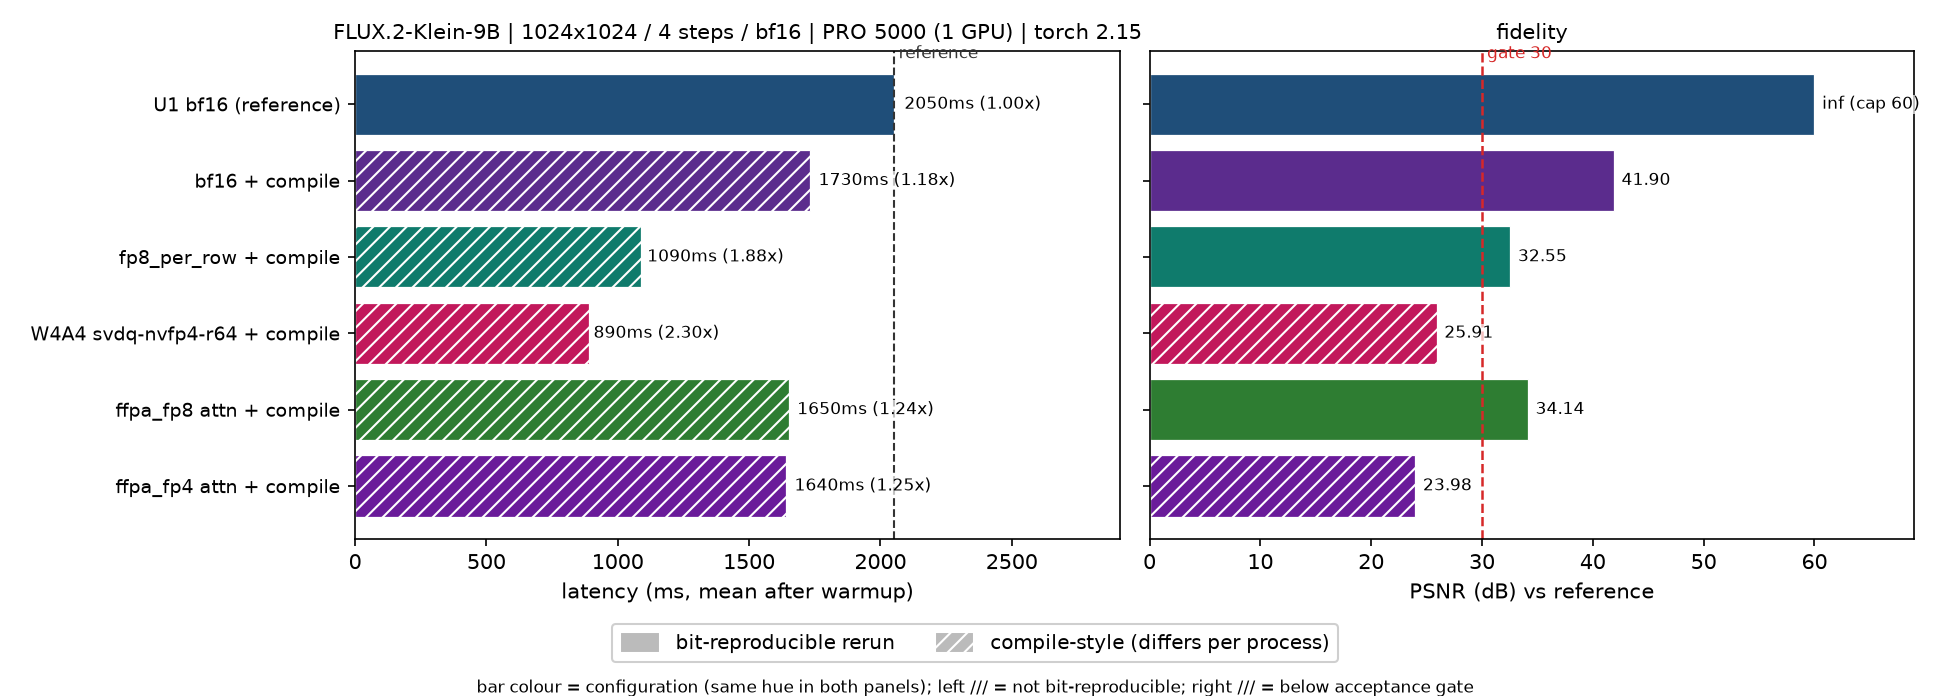 FLUX.2-Klein-9B | 1024x1024 / 4 steps / bf16 | PRO 5000 (1 GPU) | torch 2.15
reference
U1 bf16 (reference)
2050ms (1.00x)
bf16 + compile
1730ms (1.18x)
fp8_per_row + compile
1090ms (1.88x)
W4A4 svdq-nvfp4-r64 + compile
890ms (2.30x)
ffpa_fp8 attn + compile
1650ms (1.24x)
ffpa_fp4 attn + compile
1640ms (1.25x)
0 500 1000 1500 2000 2500
latency (ms, mean after warmup)
fidelity
gate 30
inf (cap 60)
41.90
32.55
25.91
34.14
23.98
0 10 20 30 40 50 60
PSNR (dB) vs reference
bit-reproducible rerun
compile-style (differs per process)
bar colour = configuration (same hue in both panels); left /// = not bit-reproducible; right /// = below acceptance gate